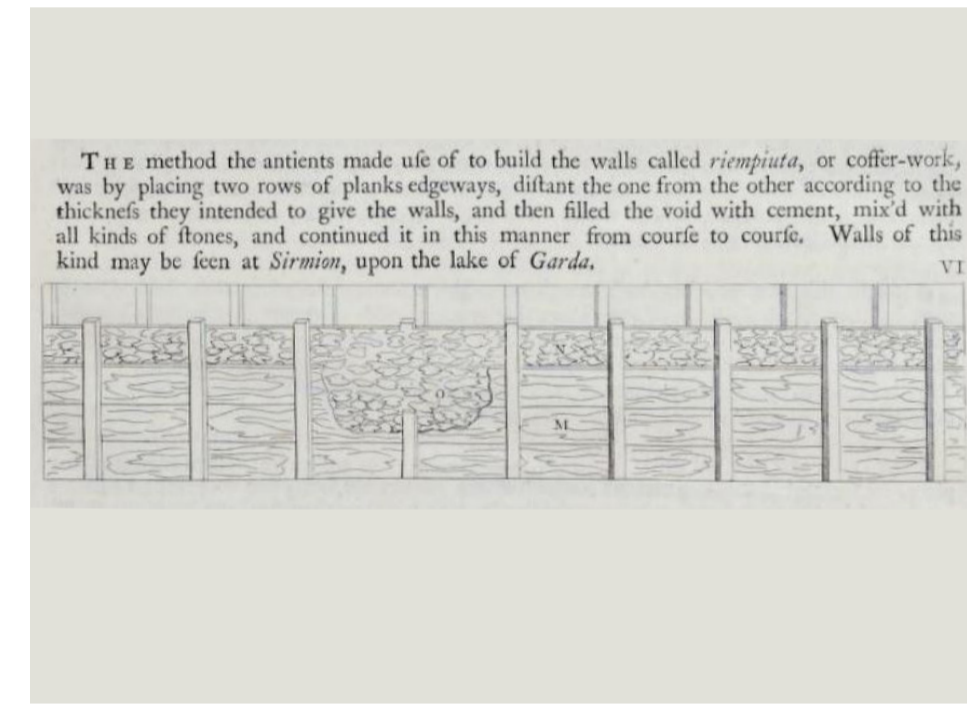 THE method the antients made uſe of to build the walls called riempiuta, or coffer-work,
was by placing two rows of planks edgeways, diſtant the one from the other according to the
thickneſs they intended to give the walls, and then filled the void with cement, mix'd with
all kinds of ſtones, and continued it in this manner from courſe to courſe. Walls of this
kind may be ſeen at Sirmion, upon the lake of Garda.
VI
O
M